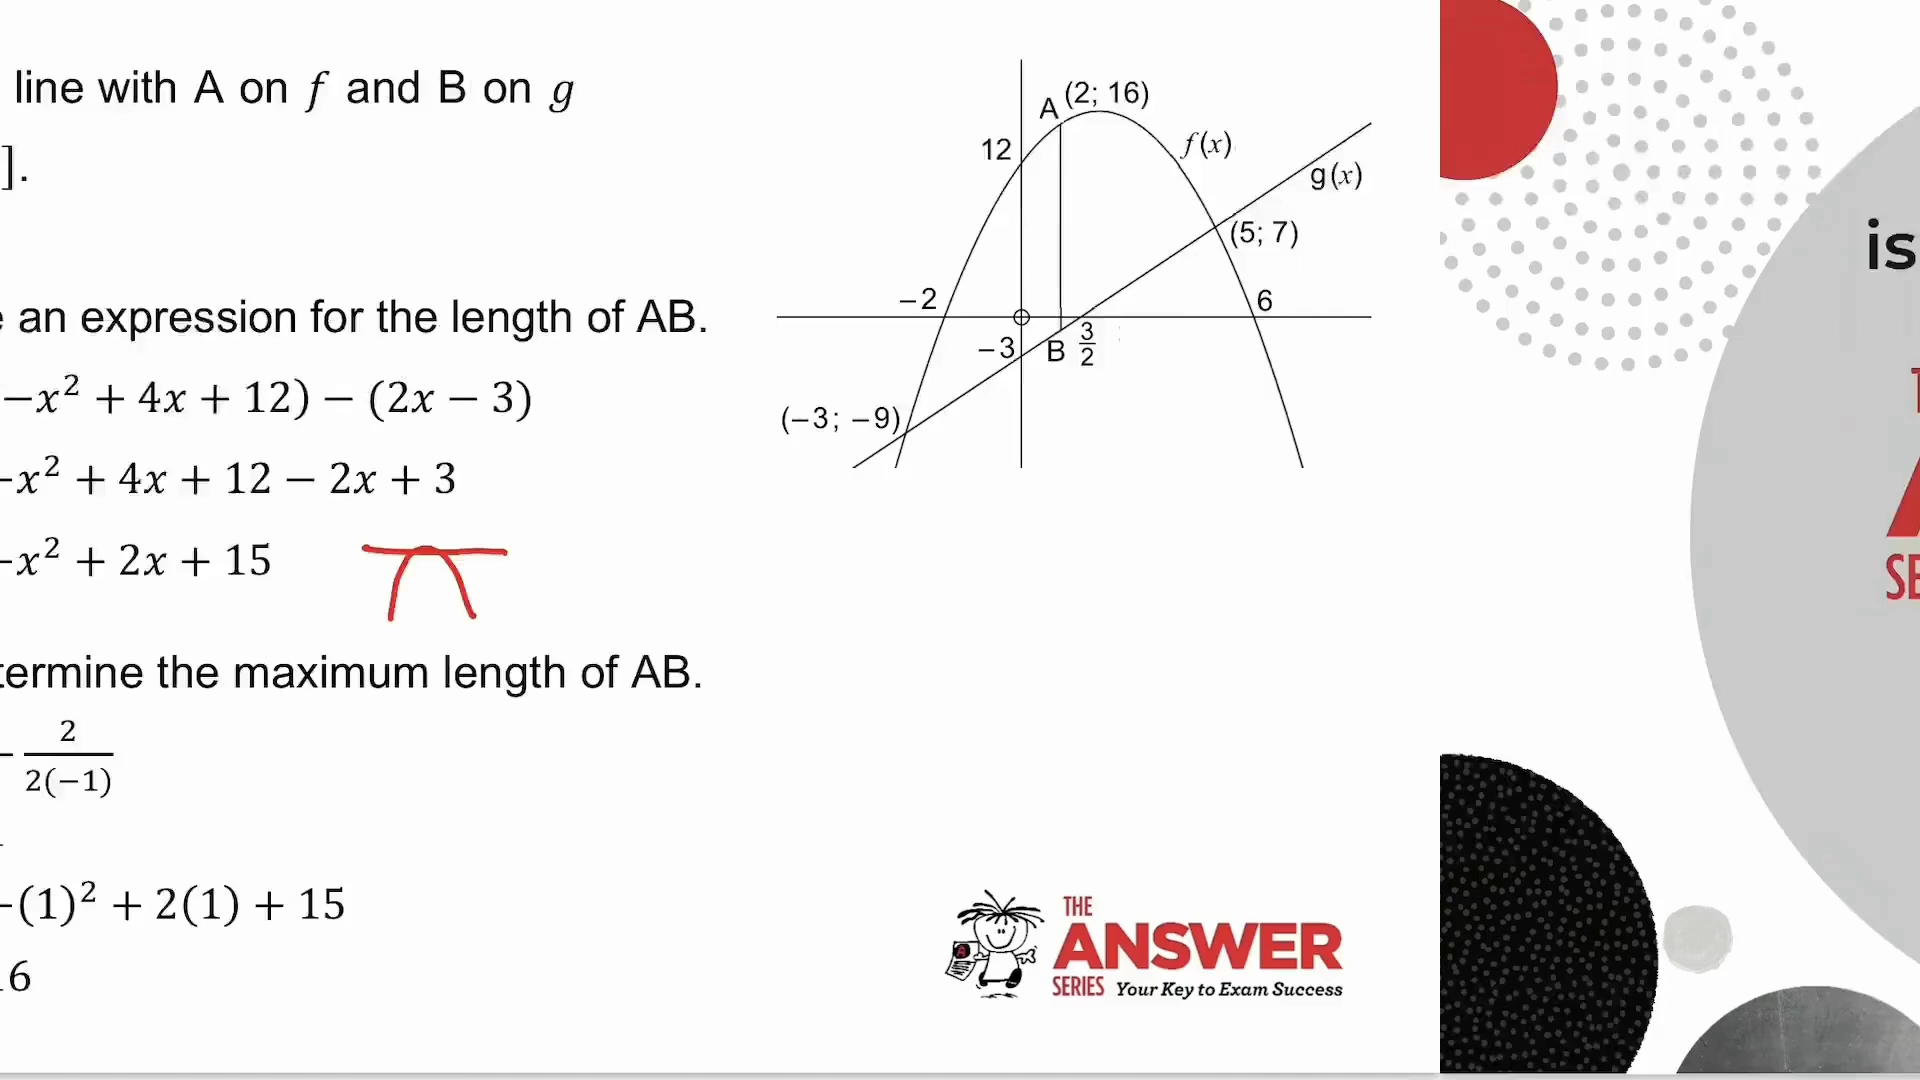 line with A on f and B on g
].
an expression for the length of AB.
−x² + 4x + 12) − (2x − 3)
-x² + 4x + 12 − 2x + 3
-x² + 2x + 15
termine the maximum length of AB.
- 2/2(−1)
-(1)² + 2(1) + 15
6
A (2; 16)
12
f(x)
g(x)
(5; 7)
−2
6
−3
B
3/2
(−3; −9)
THE
ANSWER
SERIES Your Key to Exam Success
is
SE